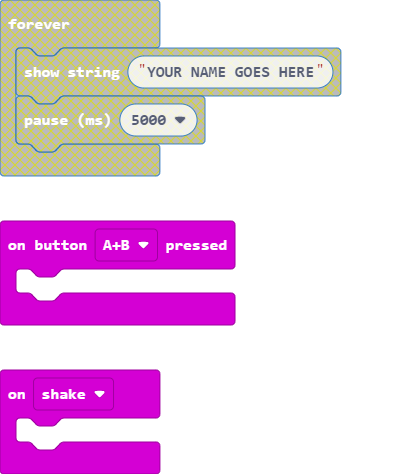 forever
show string "YOUR NAME GOES HERE"
pause (ms) 5000
on button A+B pressed
on shake